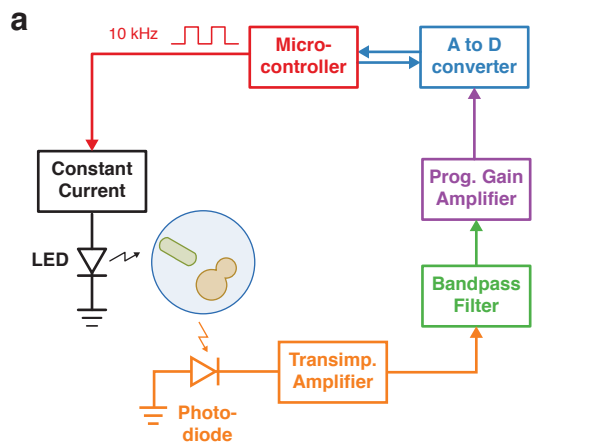 a
10 kHz
Micro-
controller
A to D
converter
Constant
Current
Prog. Gain
Amplifier
LED
Bandpass
Filter
Transimp.
Amplifier
Photo-
diode